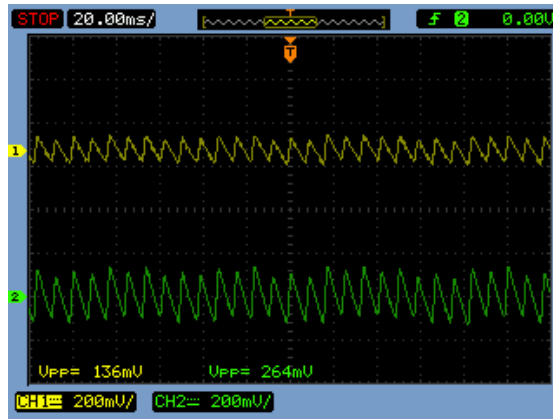 STOP 20.00ms/ T 2 0.00V
T
1
2
Vpp= 136mV Vpp= 264mV
CH1 200mV/ CH2 200mV/